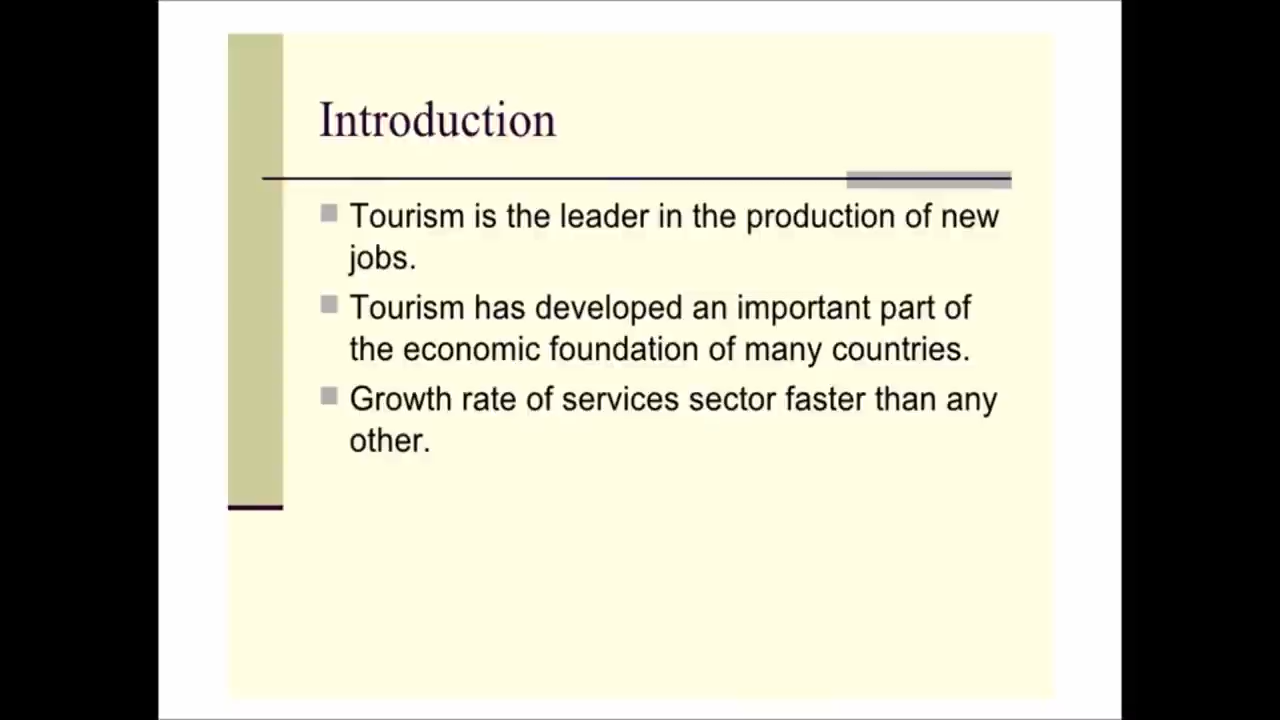 Introduction
Tourism is the leader in the production of new
jobs.
Tourism has developed an important part of
the economic foundation of many countries.
Growth rate of services sector faster than any
other.